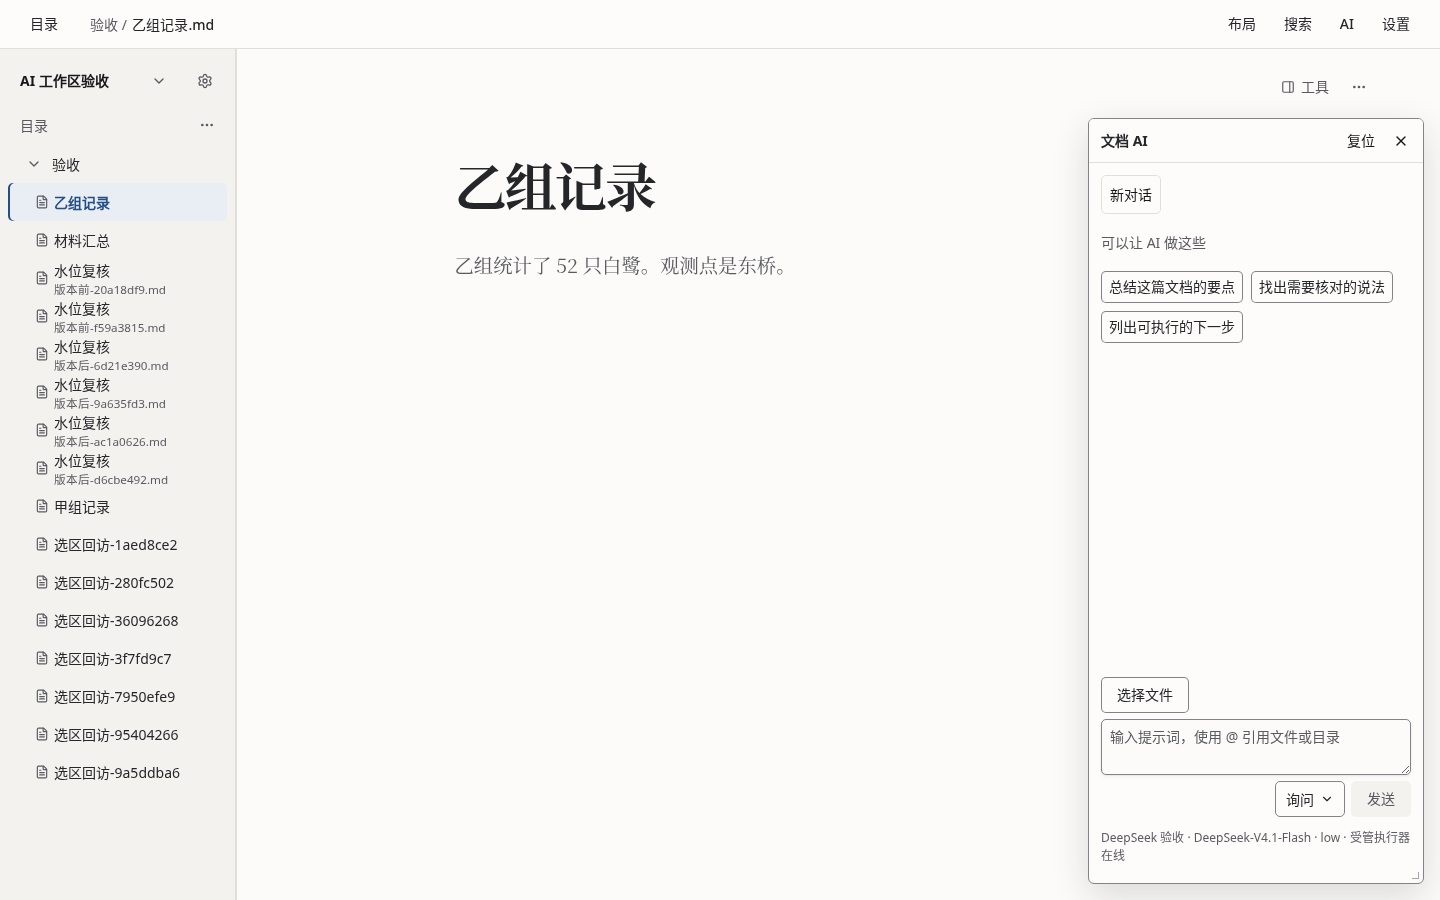 目录
验收 / 乙组记录.md
布局
搜索
AI
设置
AI 工作区验收
目录
验收
乙组记录
材料汇总
水位复核
版本前-20a18df9.md
水位复核
版本前-f59a3815.md
水位复核
版本后-6d21e390.md
水位复核
版本后-9a635fd3.md
水位复核
版本后-ac1a0626.md
水位复核
版本后-d6cbe492.md
甲组记录
选区回访-1aed8ce2
选区回访-280fc502
选区回访-36096268
选区回访-3f7fd9c7
选区回访-7950efe9
选区回访-95404266
选区回访-9a5ddba6
工具
乙组记录
乙组统计了 52 只白鹭。观测点是东桥。
文档 AI
复位
新对话
可以让 AI 做这些
总结这篇文档的要点
找出需要核对的说法
列出可执行的下一步
选择文件
输入提示词，使用 @ 引用文件或目录
询问
发送
DeepSeek 验收 · DeepSeek-V4.1-Flash · low · 受管执行器
在线